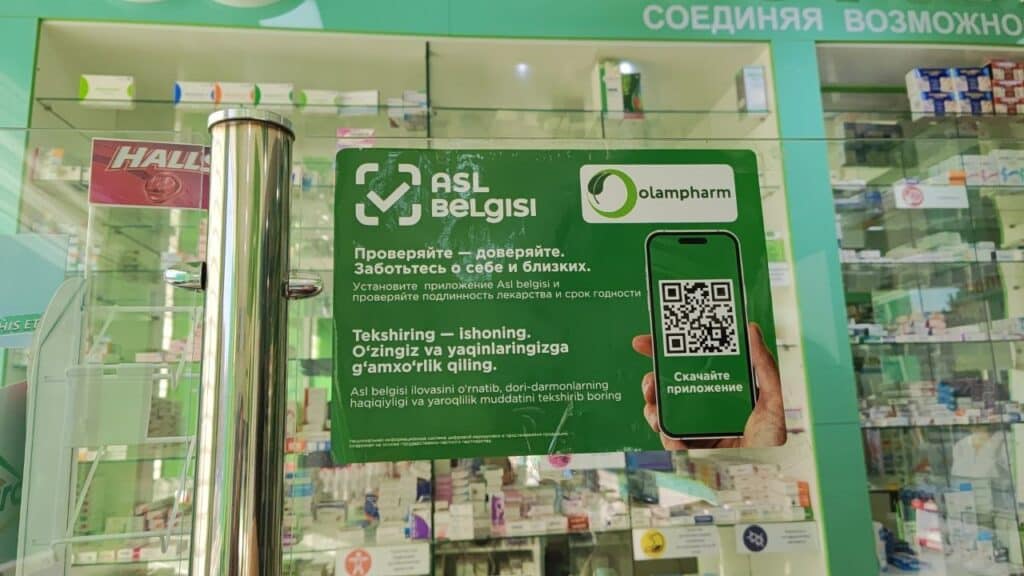 СОЕДИНЯЯ ВОЗМОЖНО
HALLS
ASL
BELGISI
olampharm
Проверяйте — доверяйте.
Заботьтесь о себе и близких.
Установите приложение Asl belgisi и
проверяйте подлинность лекарства и срок годности
Tekshiring — ishoning.
O‘zingiz va yaqinlaringizga
g‘amxo‘rlik qiling.
Asl belgisi ilovasini o‘rnatib, dori-darmonlarning
haqiqiyligi va yaroqlilik muddatini tekshirib boring
Скачайте
приложение